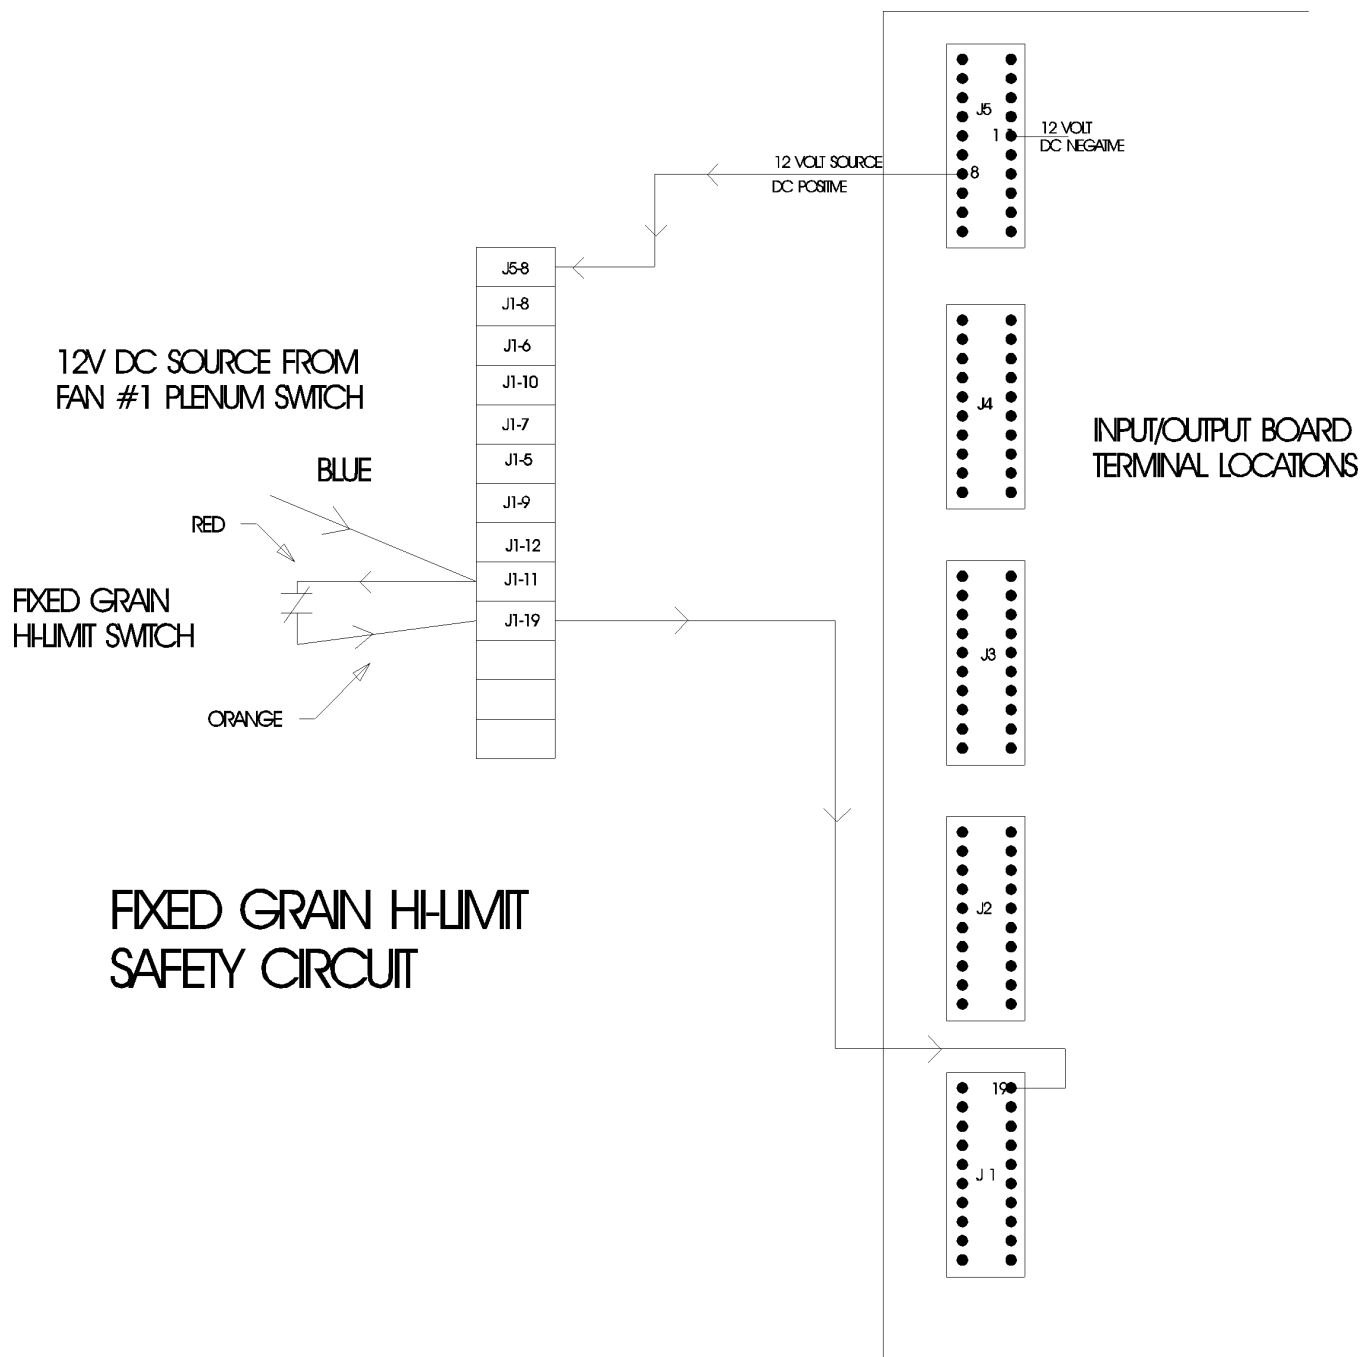 J5
1
12 VOLT
DC NEGATIVE
12 VOLT SOURCE
DC POSITIVE
8
J5-8
J1-8
J1-6
J1-10
J1-7
J1-5
J1-9
J1-12
J1-11
J1-19
12V DC SOURCE FROM
FAN #1 PLENUM SWITCH
BLUE
RED
FIXED GRAIN
HI-LIMIT SWITCH
ORANGE
J4
INPUT/OUTPUT BOARD
TERMINAL LOCATIONS
J3
J2
FIXED GRAIN HI-LIMIT
SAFETY CIRCUIT
19
J 1